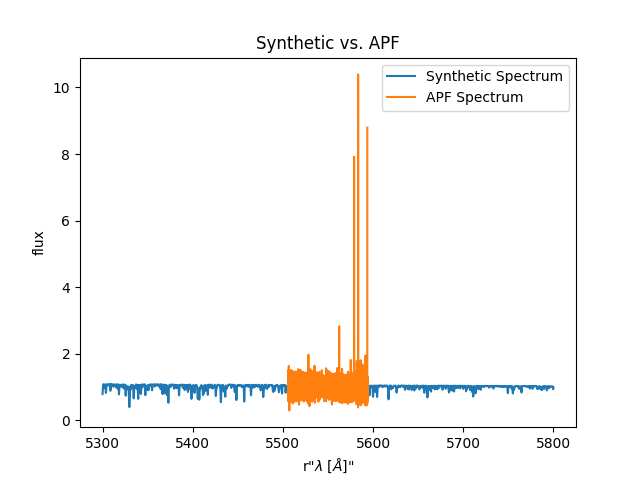 Synthetic vs. APF
Synthetic Spectrum
APF Spectrum
10
8
6
4
2
0
flux
5300 5400 5500 5600 5700 5800
r"λ [Å]"